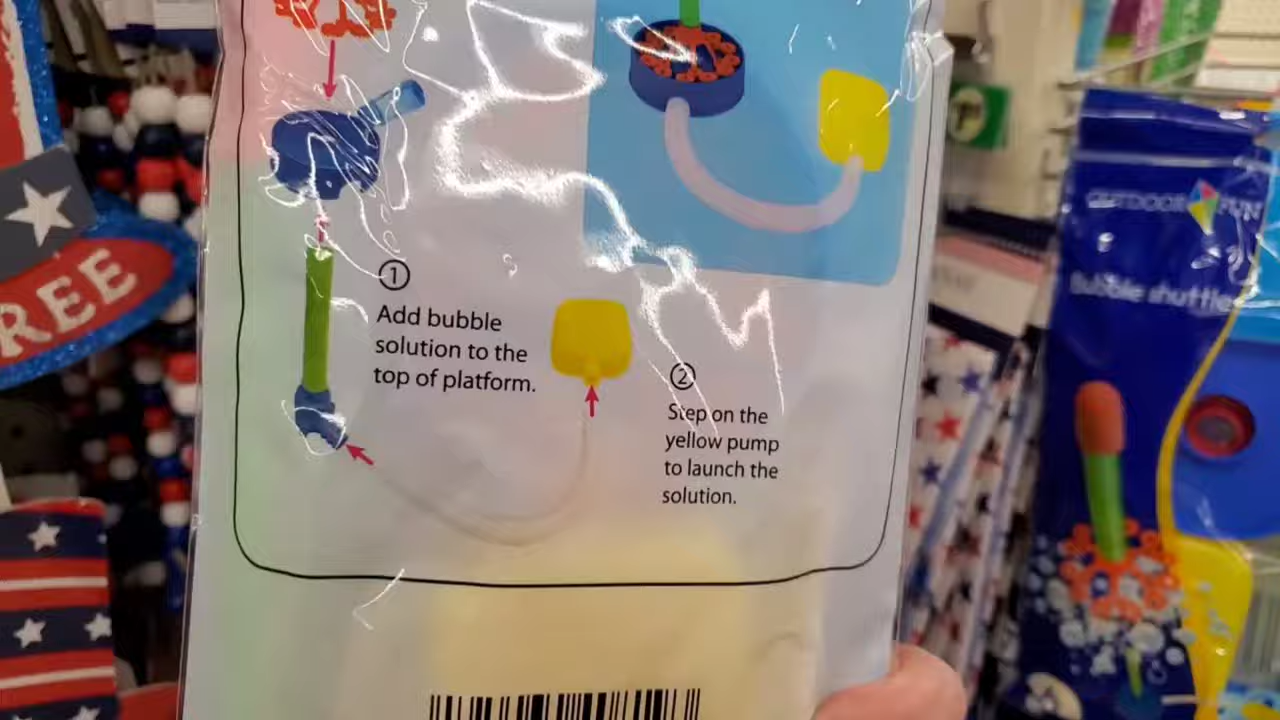 REE
①
Add bubble
solution to the
top of platform.
②
Step on the
yellow pump
to launch the
solution.
OUTDOOR FUN
Bubble shuttle